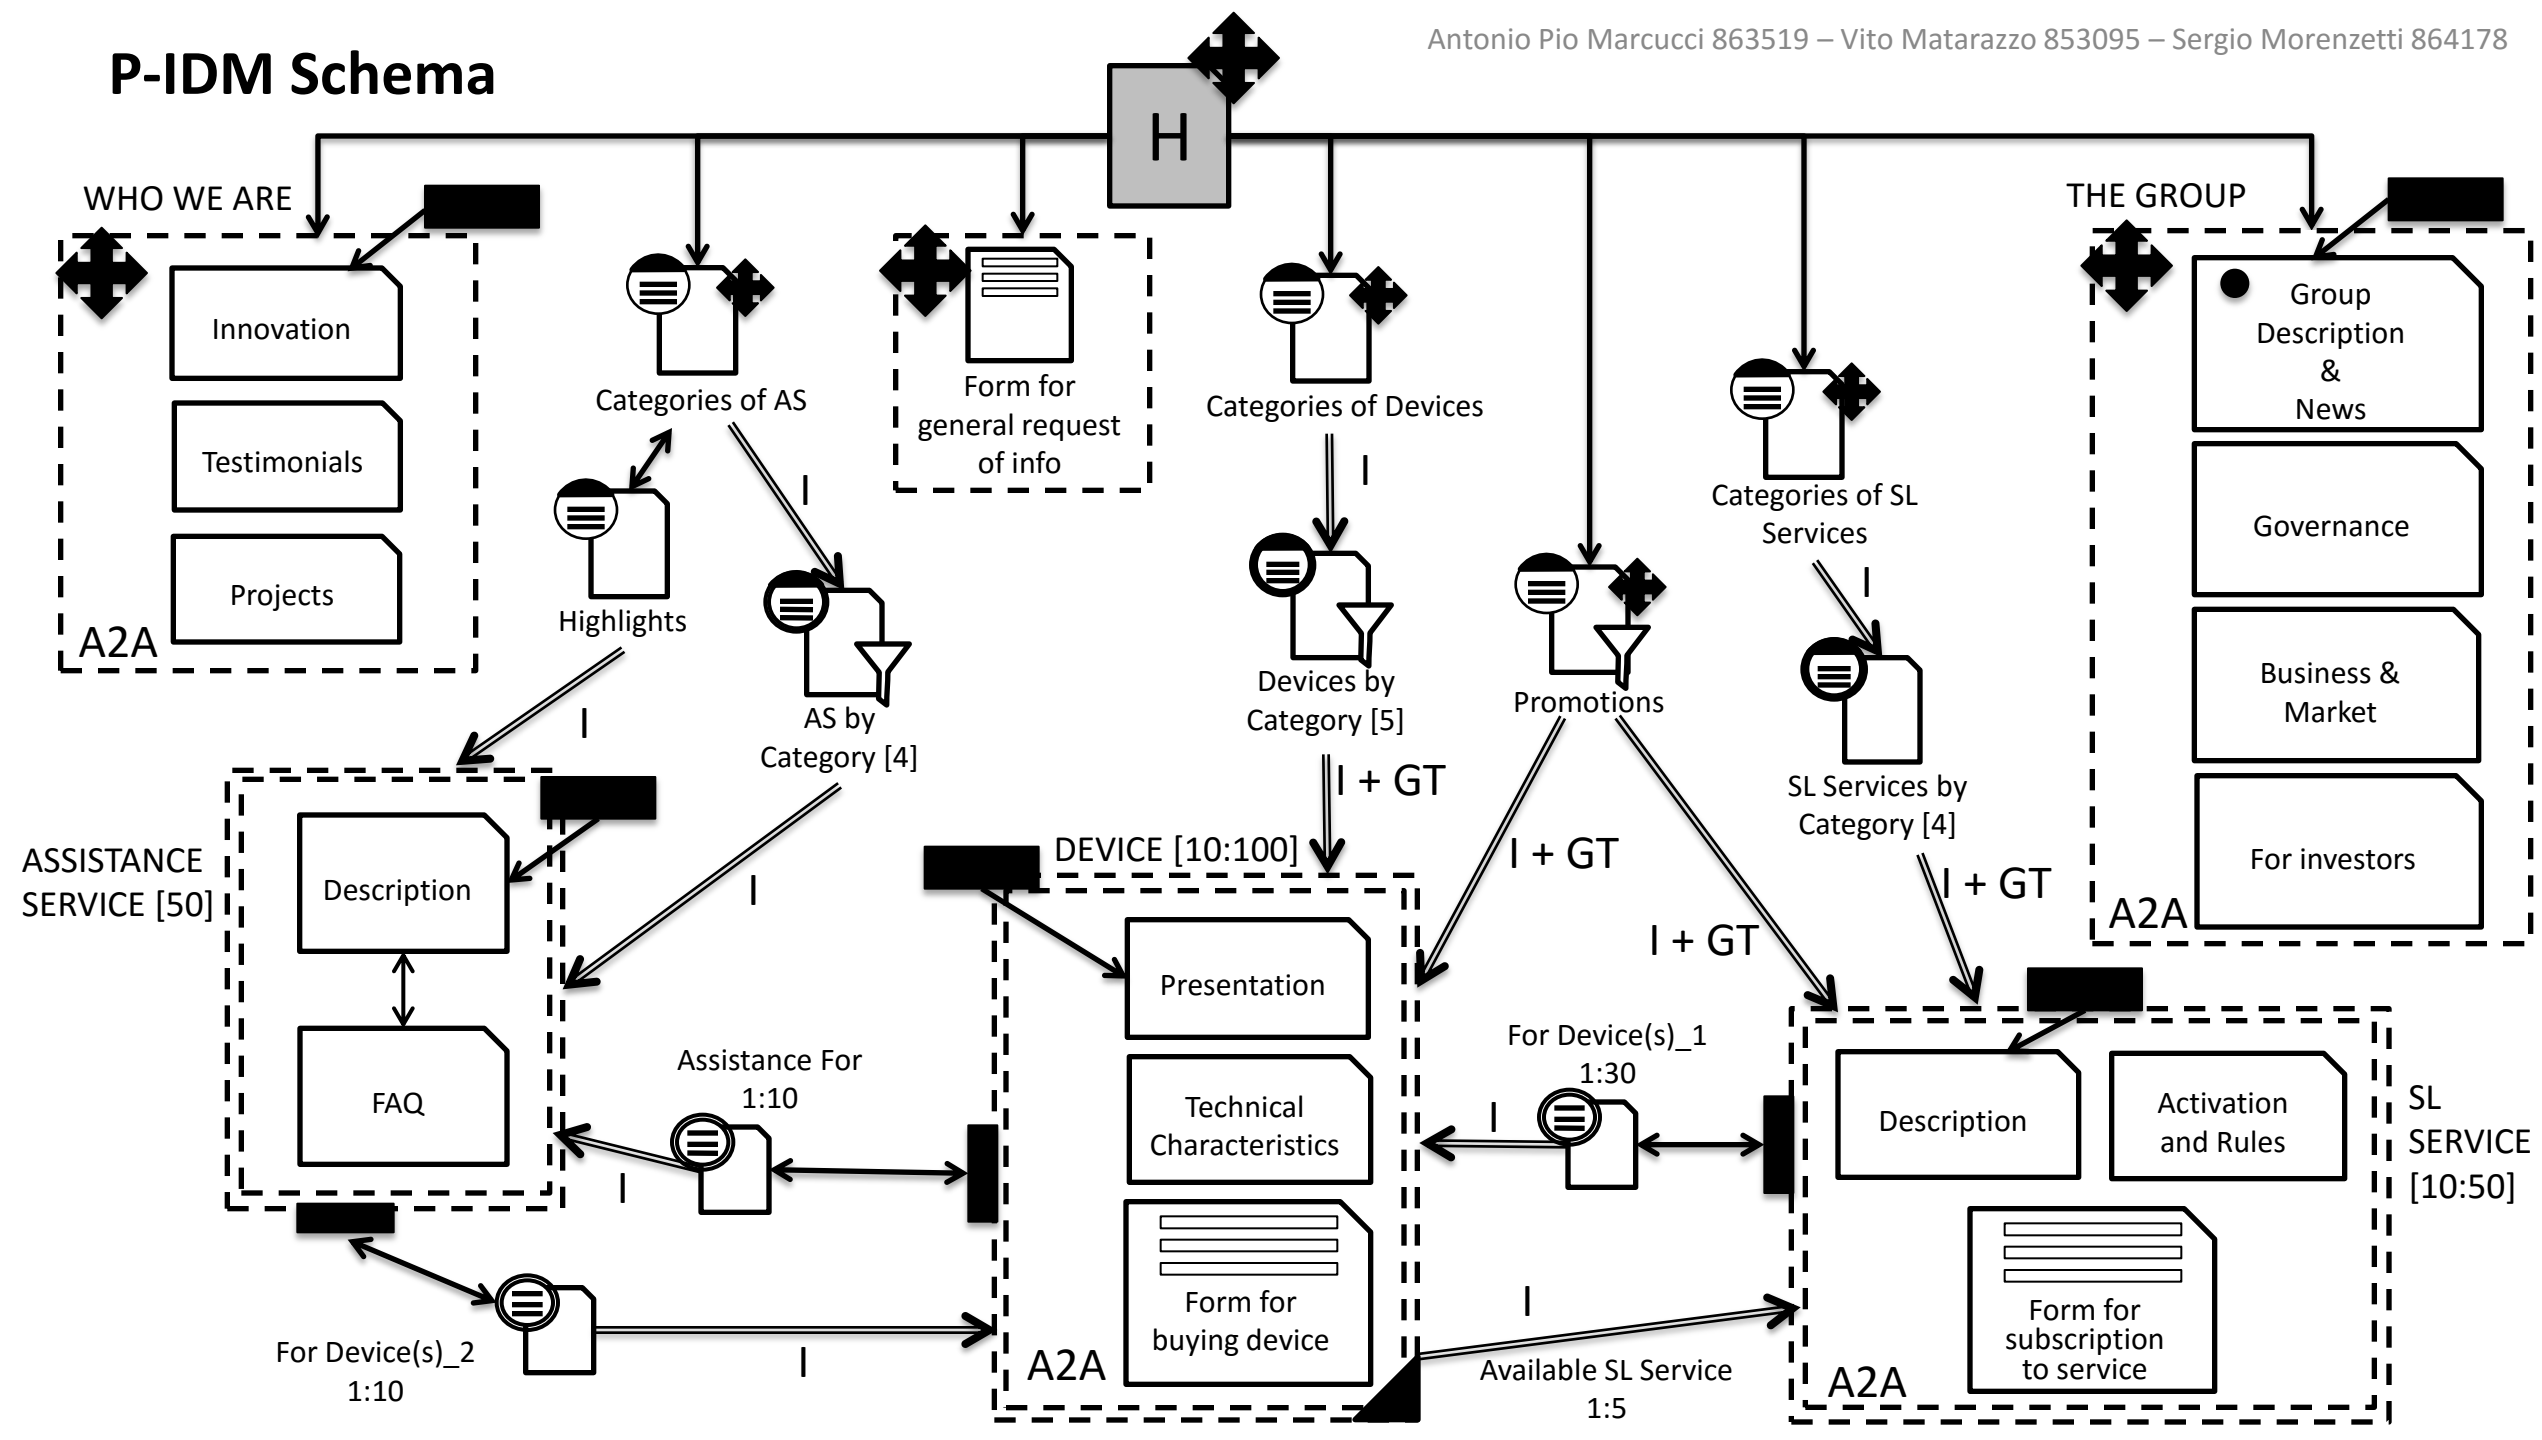 Antonio Pio Marcucci 863519 – Vito Matarazzo 853095 – Sergio Morenzetti 864178
P-IDM Schema
H
WHO WE ARE
Innovation
Testimonials
Projects
A2A
Categories of AS
I
Highlights
I
AS by
Category [4]
I
Form for
general request
of info
Categories of Devices
I
Devices by
Category [5]
I + GT
Promotions
I + GT
I + GT
Categories of SL
Services
I
SL Services by
Category [4]
I + GT
THE GROUP
Group
Description
&
News
Governance
Business &
Market
For investors
A2A
ASSISTANCE
SERVICE [50]
Description
FAQ
Assistance For
1:10
I
For Device(s)_2
1:10
I
DEVICE [10:100]
Presentation
Technical
Characteristics
Form for
buying device
A2A
For Device(s)_1
1:30
I
I
Available SL Service
1:5
Description
Activation
and Rules
Form for
subscription
to service
A2A
SL
SERVICE
[10:50]